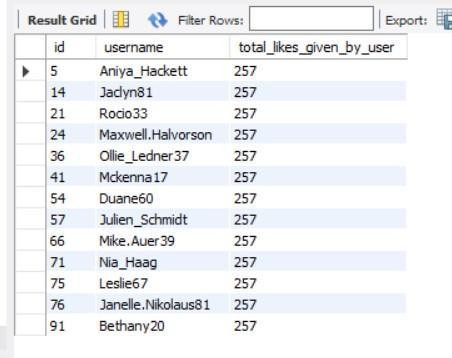 Result Grid Filter Rows: Export:
id username total_likes_given_by_user
5 Aniya_Hackett 257
14 Jaclyn81 257
21 Rocio33 257
24 Maxwell.Halvorson 257
36 Ollie_Ledner37 257
41 Mckenna17 257
54 Duane60 257
57 Julien_Schmidt 257
66 Mike.Auer39 257
71 Nia_Haag 257
75 Leslie67 257
76 Janelle.Nikolaus81 257
91 Bethany20 257